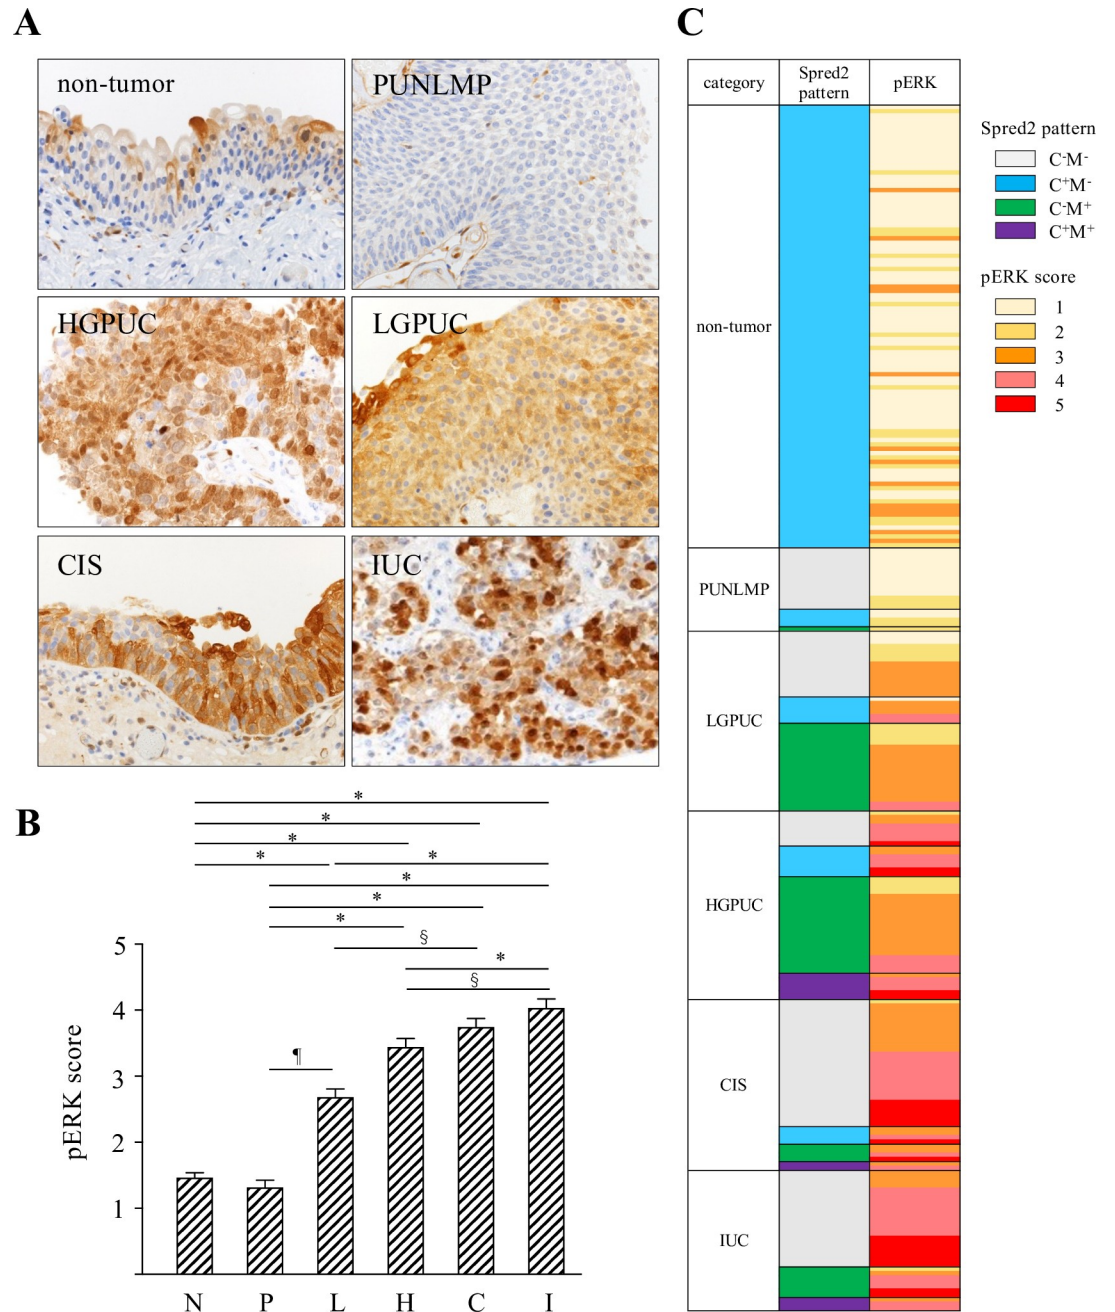 A
non-tumor
PUNLMP
HGPUC
LGPUC
CIS
IUC
B
*
*
*
*
*
*
*
*
§
*
§
¶
pERK score
5
4
3
2
1
N P L H C I
C
category Spred2 pattern pERK
non-tumor
PUNLMP
LGPUC
HGPUC
CIS
IUC
Spred2 pattern
C⁻M⁻
C⁺M⁻
C⁻M⁺
C⁺M⁺
pERK score
1
2
3
4
5